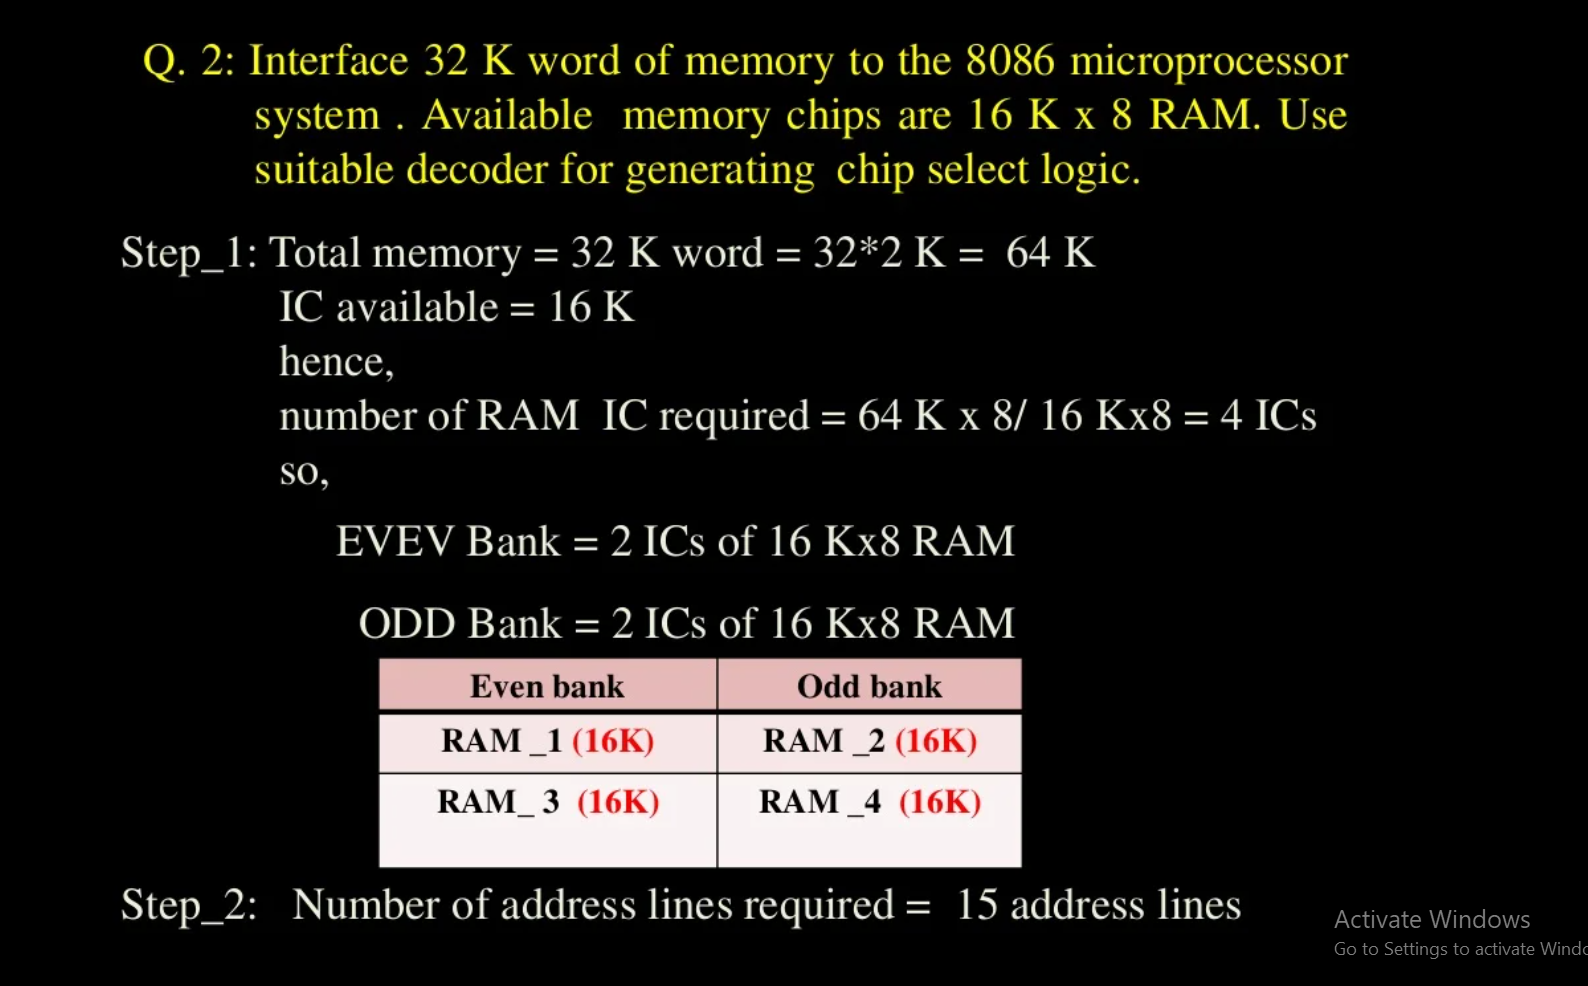 Q. 2: Interface 32 K word of memory to the 8086 microprocessor
system . Available memory chips are 16 K x 8 RAM. Use
suitable decoder for generating chip select logic.
Step_1: Total memory = 32 K word = 32*2 K = 64 K
IC available = 16 K
hence,
number of RAM IC required = 64 K x 8/ 16 Kx8 = 4 ICs
so,
EVEV Bank = 2 ICs of 16 Kx8 RAM
ODD Bank = 2 ICs of 16 Kx8 RAM
Even bank Odd bank
RAM _1 (16K) RAM _2 (16K)
RAM_ 3 (16K) RAM _4 (16K)
Step_2: Number of address lines required = 15 address lines
Activate Windows
Go to Settings to activate Windo